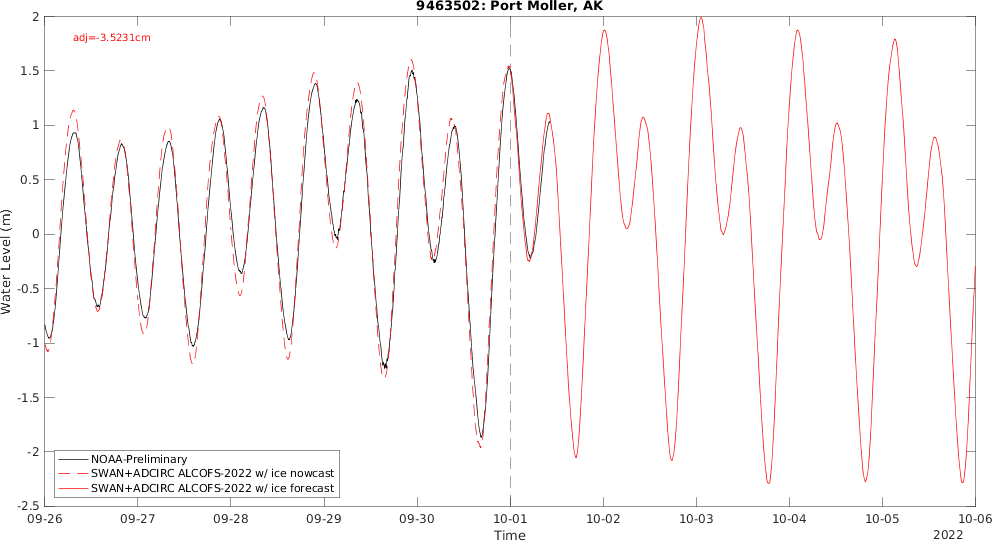 9463502: Port Moller, AK
adj=-3.5231cm
Water Level (m)
2
1.5
1
0.5
0
-0.5
-1
-1.5
-2
-2.5
NOAA-Preliminary
SWAN+ADCIRC ALCOFS-2022 w/ ice nowcast
SWAN+ADCIRC ALCOFS-2022 w/ ice forecast
09-26 09-27 09-28 09-29 09-30 10-01 10-02 10-03 10-04 10-05 10-06
Time
2022